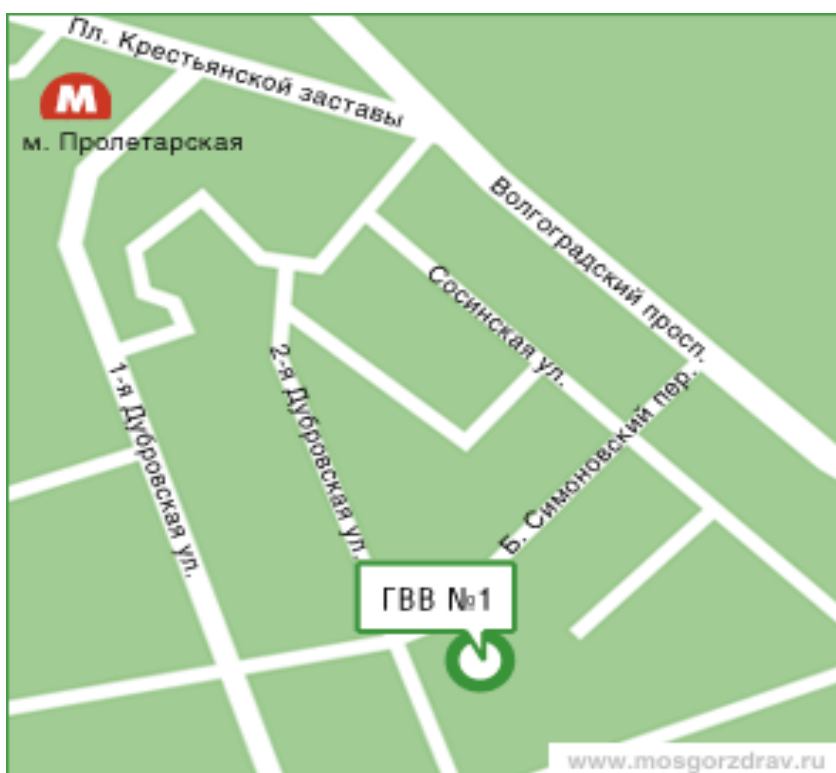 Пл. Крестьянской заставы
М
м. Пролетарская
Волгоградский просп.
Сосинская ул.
1-я Дубровская ул.
2-я Дубровская ул.
Б. Симоновский пер.
ГВВ №1
www.mosgorzdrav.ru